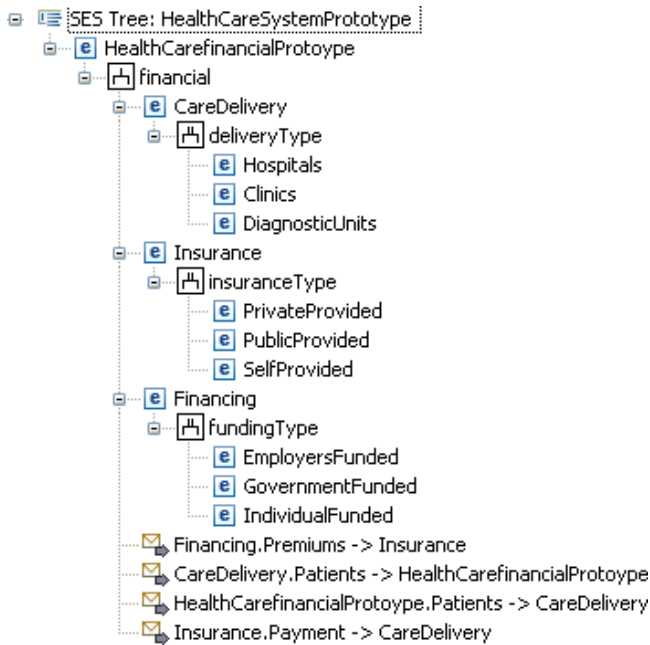 SES Tree: HealthCareSystemPrototype
e HealthCarefinancialProtoype
financial
e CareDelivery
deliveryType
e Hospitals
e Clinics
e DiagnosticUnits
e Insurance
insuranceType
e PrivateProvided
e PublicProvided
e SelfProvided
e Financing
fundingType
e EmployersFunded
e GovernmentFunded
e IndividualFunded
Financing.Premiums -> Insurance
CareDelivery.Patients -> HealthCarefinancialProtoype
HealthCarefinancialProtoype.Patients -> CareDelivery
Insurance.Payment -> CareDelivery